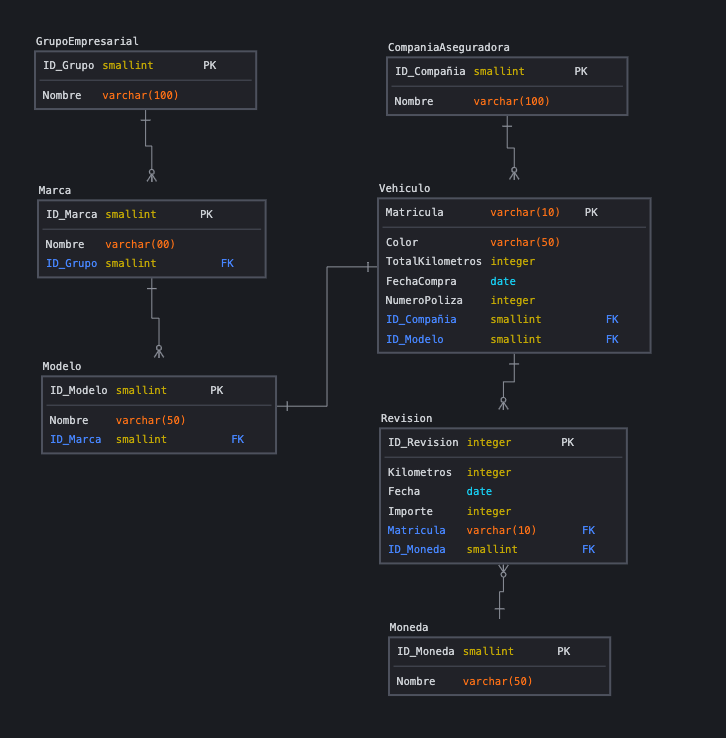 GrupoEmpresarial
ID_Grupo smallint PK
Nombre varchar(100)
Marca
ID_Marca smallint PK
Nombre varchar(00)
ID_Grupo smallint FK
Modelo
ID_Modelo smallint PK
Nombre varchar(50)
ID_Marca smallint FK
CompaniaAseguradora
ID_Compañia smallint PK
Nombre varchar(100)
Vehiculo
Matricula varchar(10) PK
Color varchar(50)
TotalKilometros integer
FechaCompra date
NumeroPoliza integer
ID_Compañia smallint FK
ID_Modelo smallint FK
Revision
ID_Revision integer PK
Kilometros integer
Fecha date
Importe integer
Matricula varchar(10) FK
ID_Moneda smallint FK
Moneda
ID_Moneda smallint PK
Nombre varchar(50)